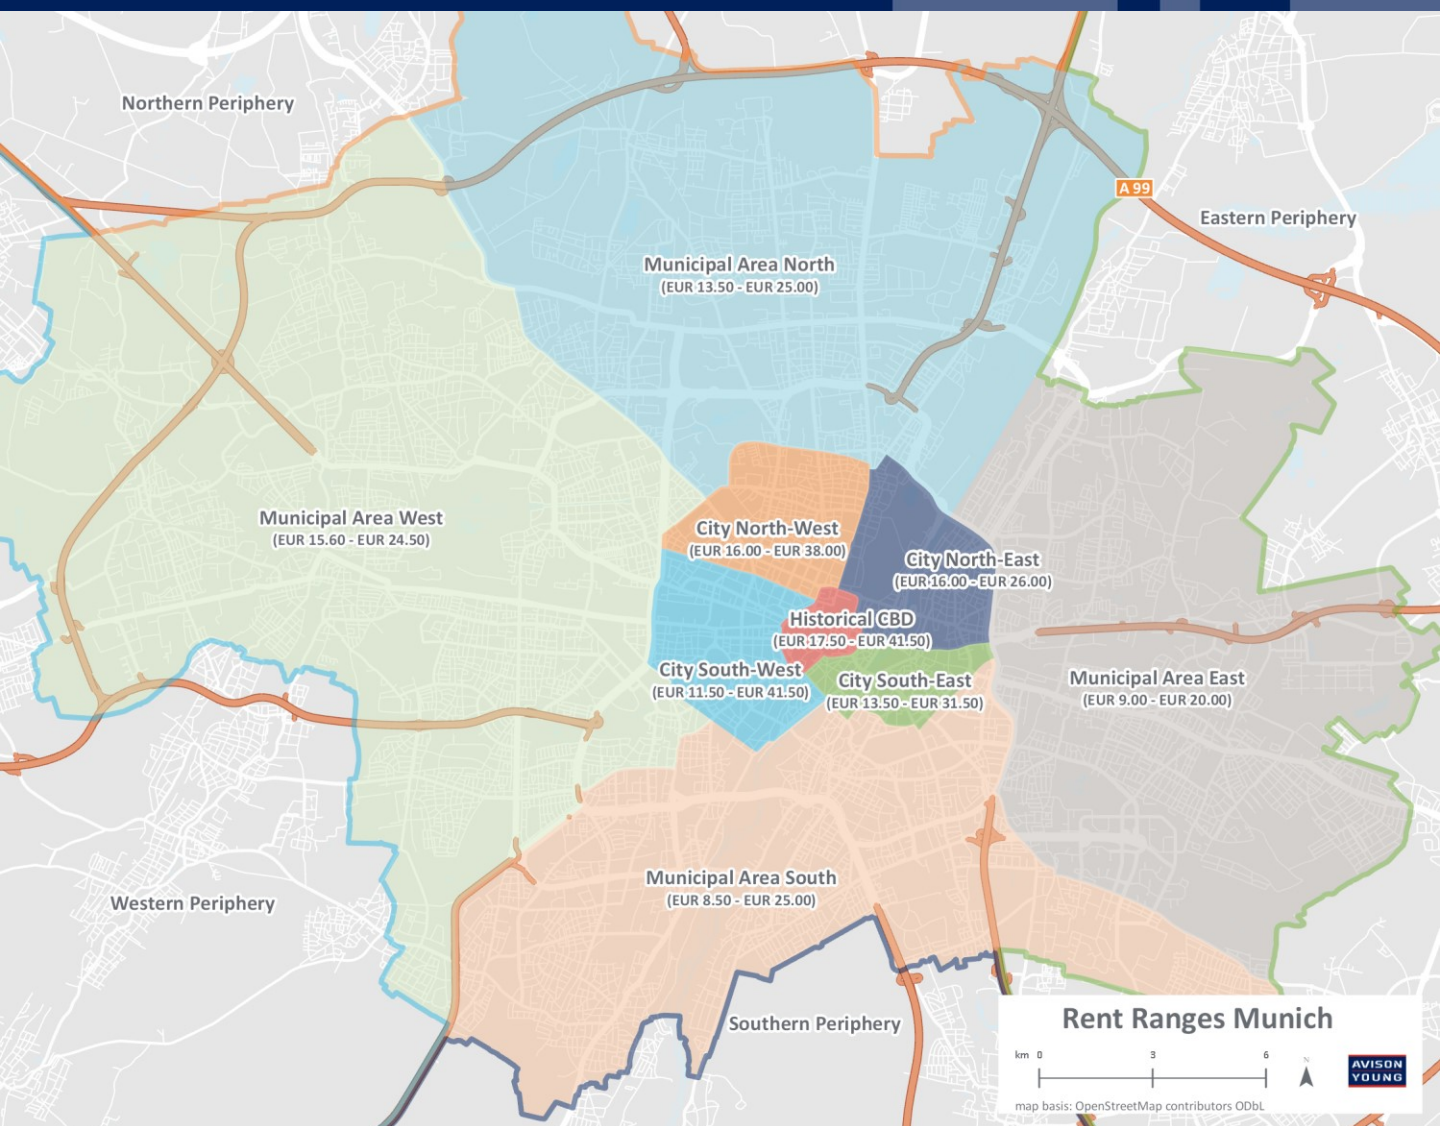 Northern Periphery
A 99
Eastern Periphery
Municipal Area North
(EUR 13.50 - EUR 25.00)
Municipal Area West
(EUR 15.60 - EUR 24.50)
City North-West
(EUR 16.00 - EUR 38.00)
City North-East
(EUR 16.00 - EUR 26.00)
Historical CBD
(EUR 17.50 - EUR 41.50)
City South-West
(EUR 11.50 - EUR 41.50)
City South-East
(EUR 13.50 - EUR 31.50)
Municipal Area East
(EUR 9.00 - EUR 20.00)
Municipal Area South
(EUR 8.50 - EUR 25.00)
Western Periphery
Southern Periphery
Rent Ranges Munich
km 0 3 6
N
AVISON
YOUNG
map basis: OpenStreetMap contributors ODbL